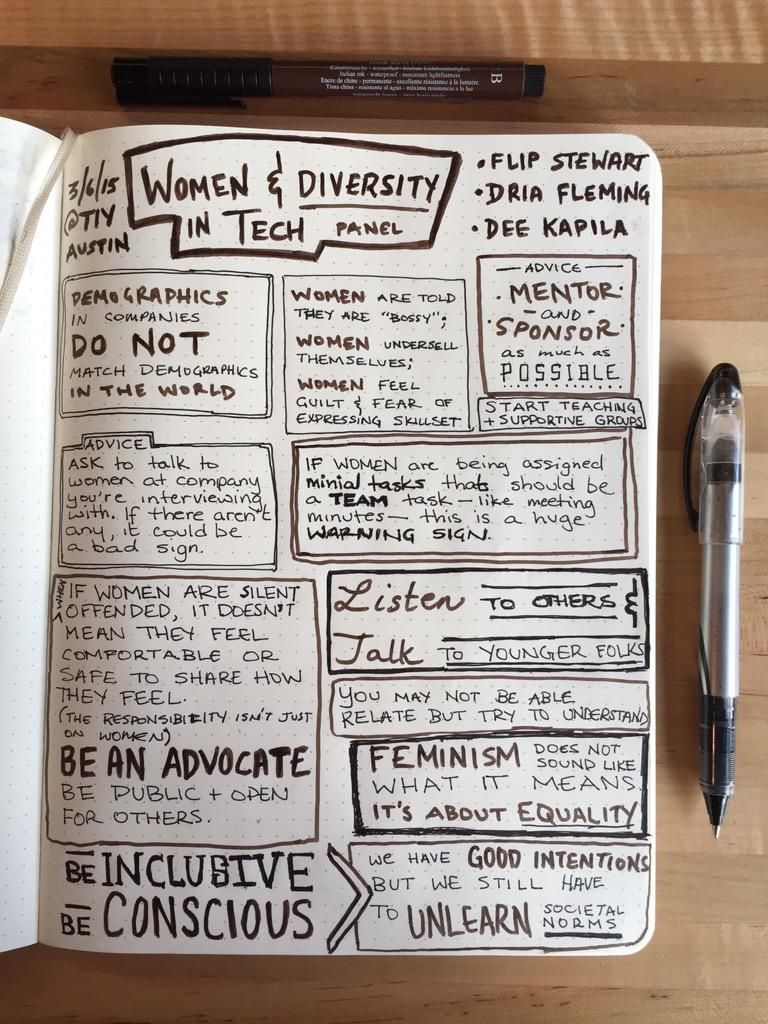 Künstlertusche - wasserfest - höchste Lichtbeständigkeit
Indian ink - waterproof - maximum lightfastness
Encre de chine - permanente - excellente résistance à la lumière
Tinta china - resistente al agua - máxima resistencia a la luz
B
3/6/15
@TIY
AUSTIN
WOMEN & DIVERSITY
IN TECH PANEL
• FLIP STEWART
• DRIA FLEMING
• DEE KAPILA
DEMOGRAPHICS
IN COMPANIES
DO NOT
MATCH DEMOGRAPHICS
IN THE WORLD
WOMEN ARE TOLD
THEY ARE "BOSSY";
WOMEN UNDERSELL
THEMSELVES;
WOMEN FEEL
GUILT & FEAR OF
EXPRESSING SKILLSET
— ADVICE —
• MENTOR •
— AND —
• SPONSOR •
as much as
POSSIBLE
START TEACHING
+ SUPPORTIVE GROUPS
ADVICE
ASK to talk to
women at company
you're interviewing
with. If there aren't
any, it could be
a bad sign.
IF WOMEN are being assigned
minial tasks that should be
a TEAM task — like meeting
minutes — this is a huge
WARNING SIGN.
WHEN
IF WOMEN ARE SILENT
OFFENDED, IT DOESN'T
MEAN THEY FEEL
COMFORTABLE OR
SAFE TO SHARE HOW
THEY FEEL.
(THE RESPONSIBILITY ISN'T JUST
ON WOMEN)
BE AN ADVOCATE
BE PUBLIC + OPEN
FOR OTHERS.
Listen TO OTHERS &
Talk TO YOUNGER FOLKS
YOU MAY NOT BE ABLE
RELATE BUT TRY TO UNDERSTAND
FEMINISM DOES NOT
SOUND LIKE
WHAT IT MEANS
IT'S ABOUT EQUALITY
BE INCLUSIVE
BE CONSCIOUS
WE HAVE GOOD INTENTIONS
BUT WE STILL HAVE
TO UNLEARN SOCIETAL
NORMS